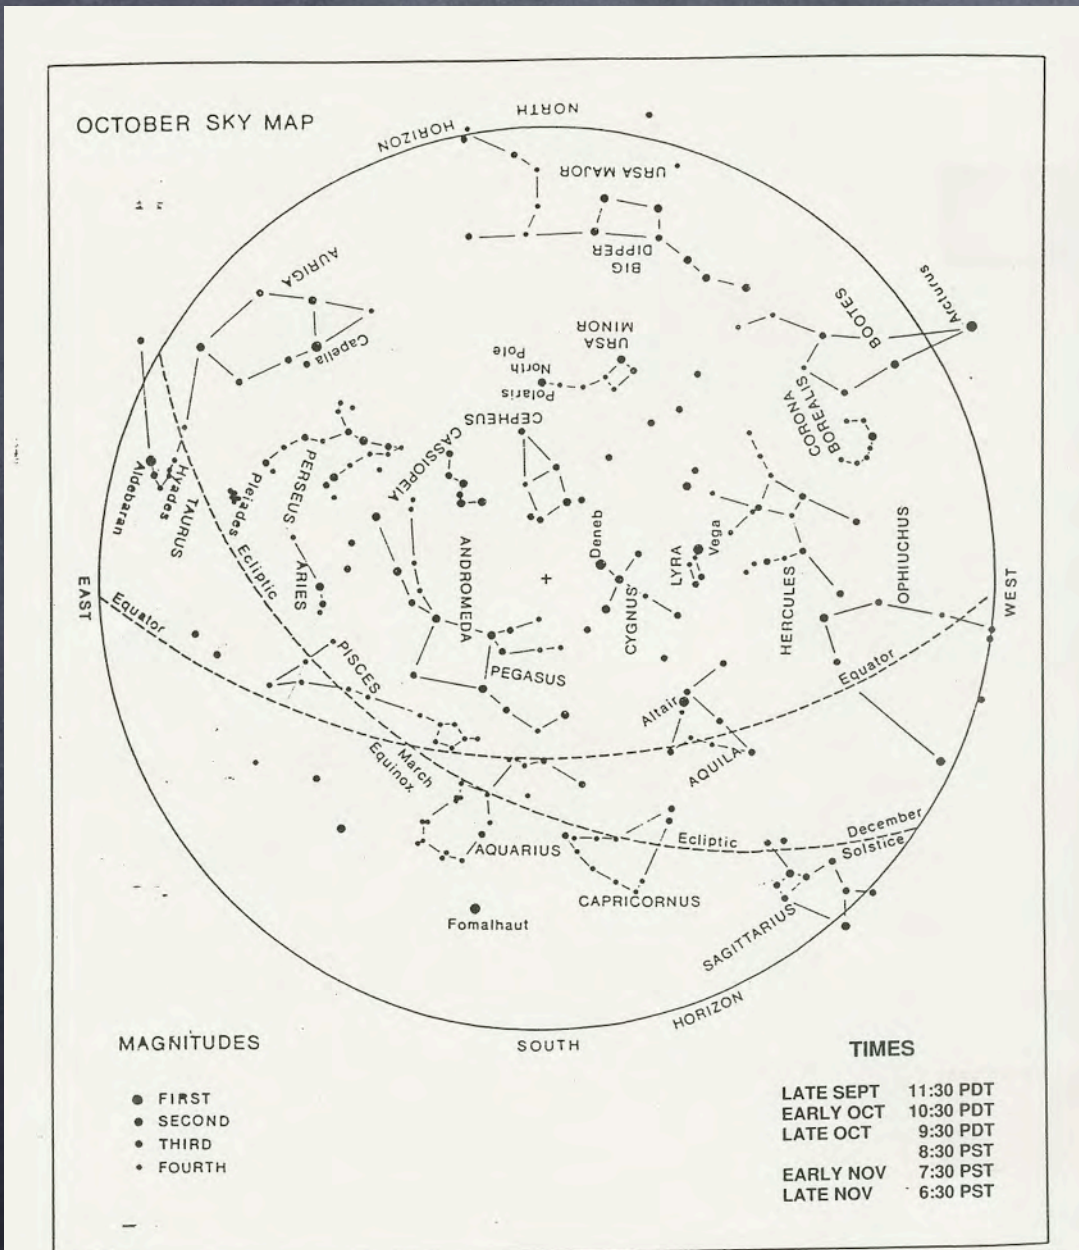 OCTOBER SKY MAP
NORTH
HORIZON
URSA MAJOR
BIG
DIPPER
AURIGA
Capella
Arcturus
BOOTES
URSA
MINOR
North
Pole
Polaris
CEPHEUS
CORONA
BOREALIS
CASSIOPEIA
PERSEUS
Pleiades
Aldebaran
Hyades
TAURUS
ARIES
Ecliptic
ANDROMEDA
Deneb
CYGNUS
LYRA
Vega
HERCULES
OPHIUCHUS
EAST
WEST
Equator
PISCES
PEGASUS
Equator
Altair
AQUILA
March
Equinox
AQUARIUS
Ecliptic
December
Solstice
CAPRICORNUS
SAGITTARIUS
Fomalhaut
HORIZON
SOUTH
MAGNITUDES
FIRST
SECOND
THIRD
FOURTH
TIMES
LATE SEPT 11:30 PDT
EARLY OCT 10:30 PDT
LATE OCT 9:30 PDT
8:30 PST
EARLY NOV 7:30 PST
LATE NOV 6:30 PST